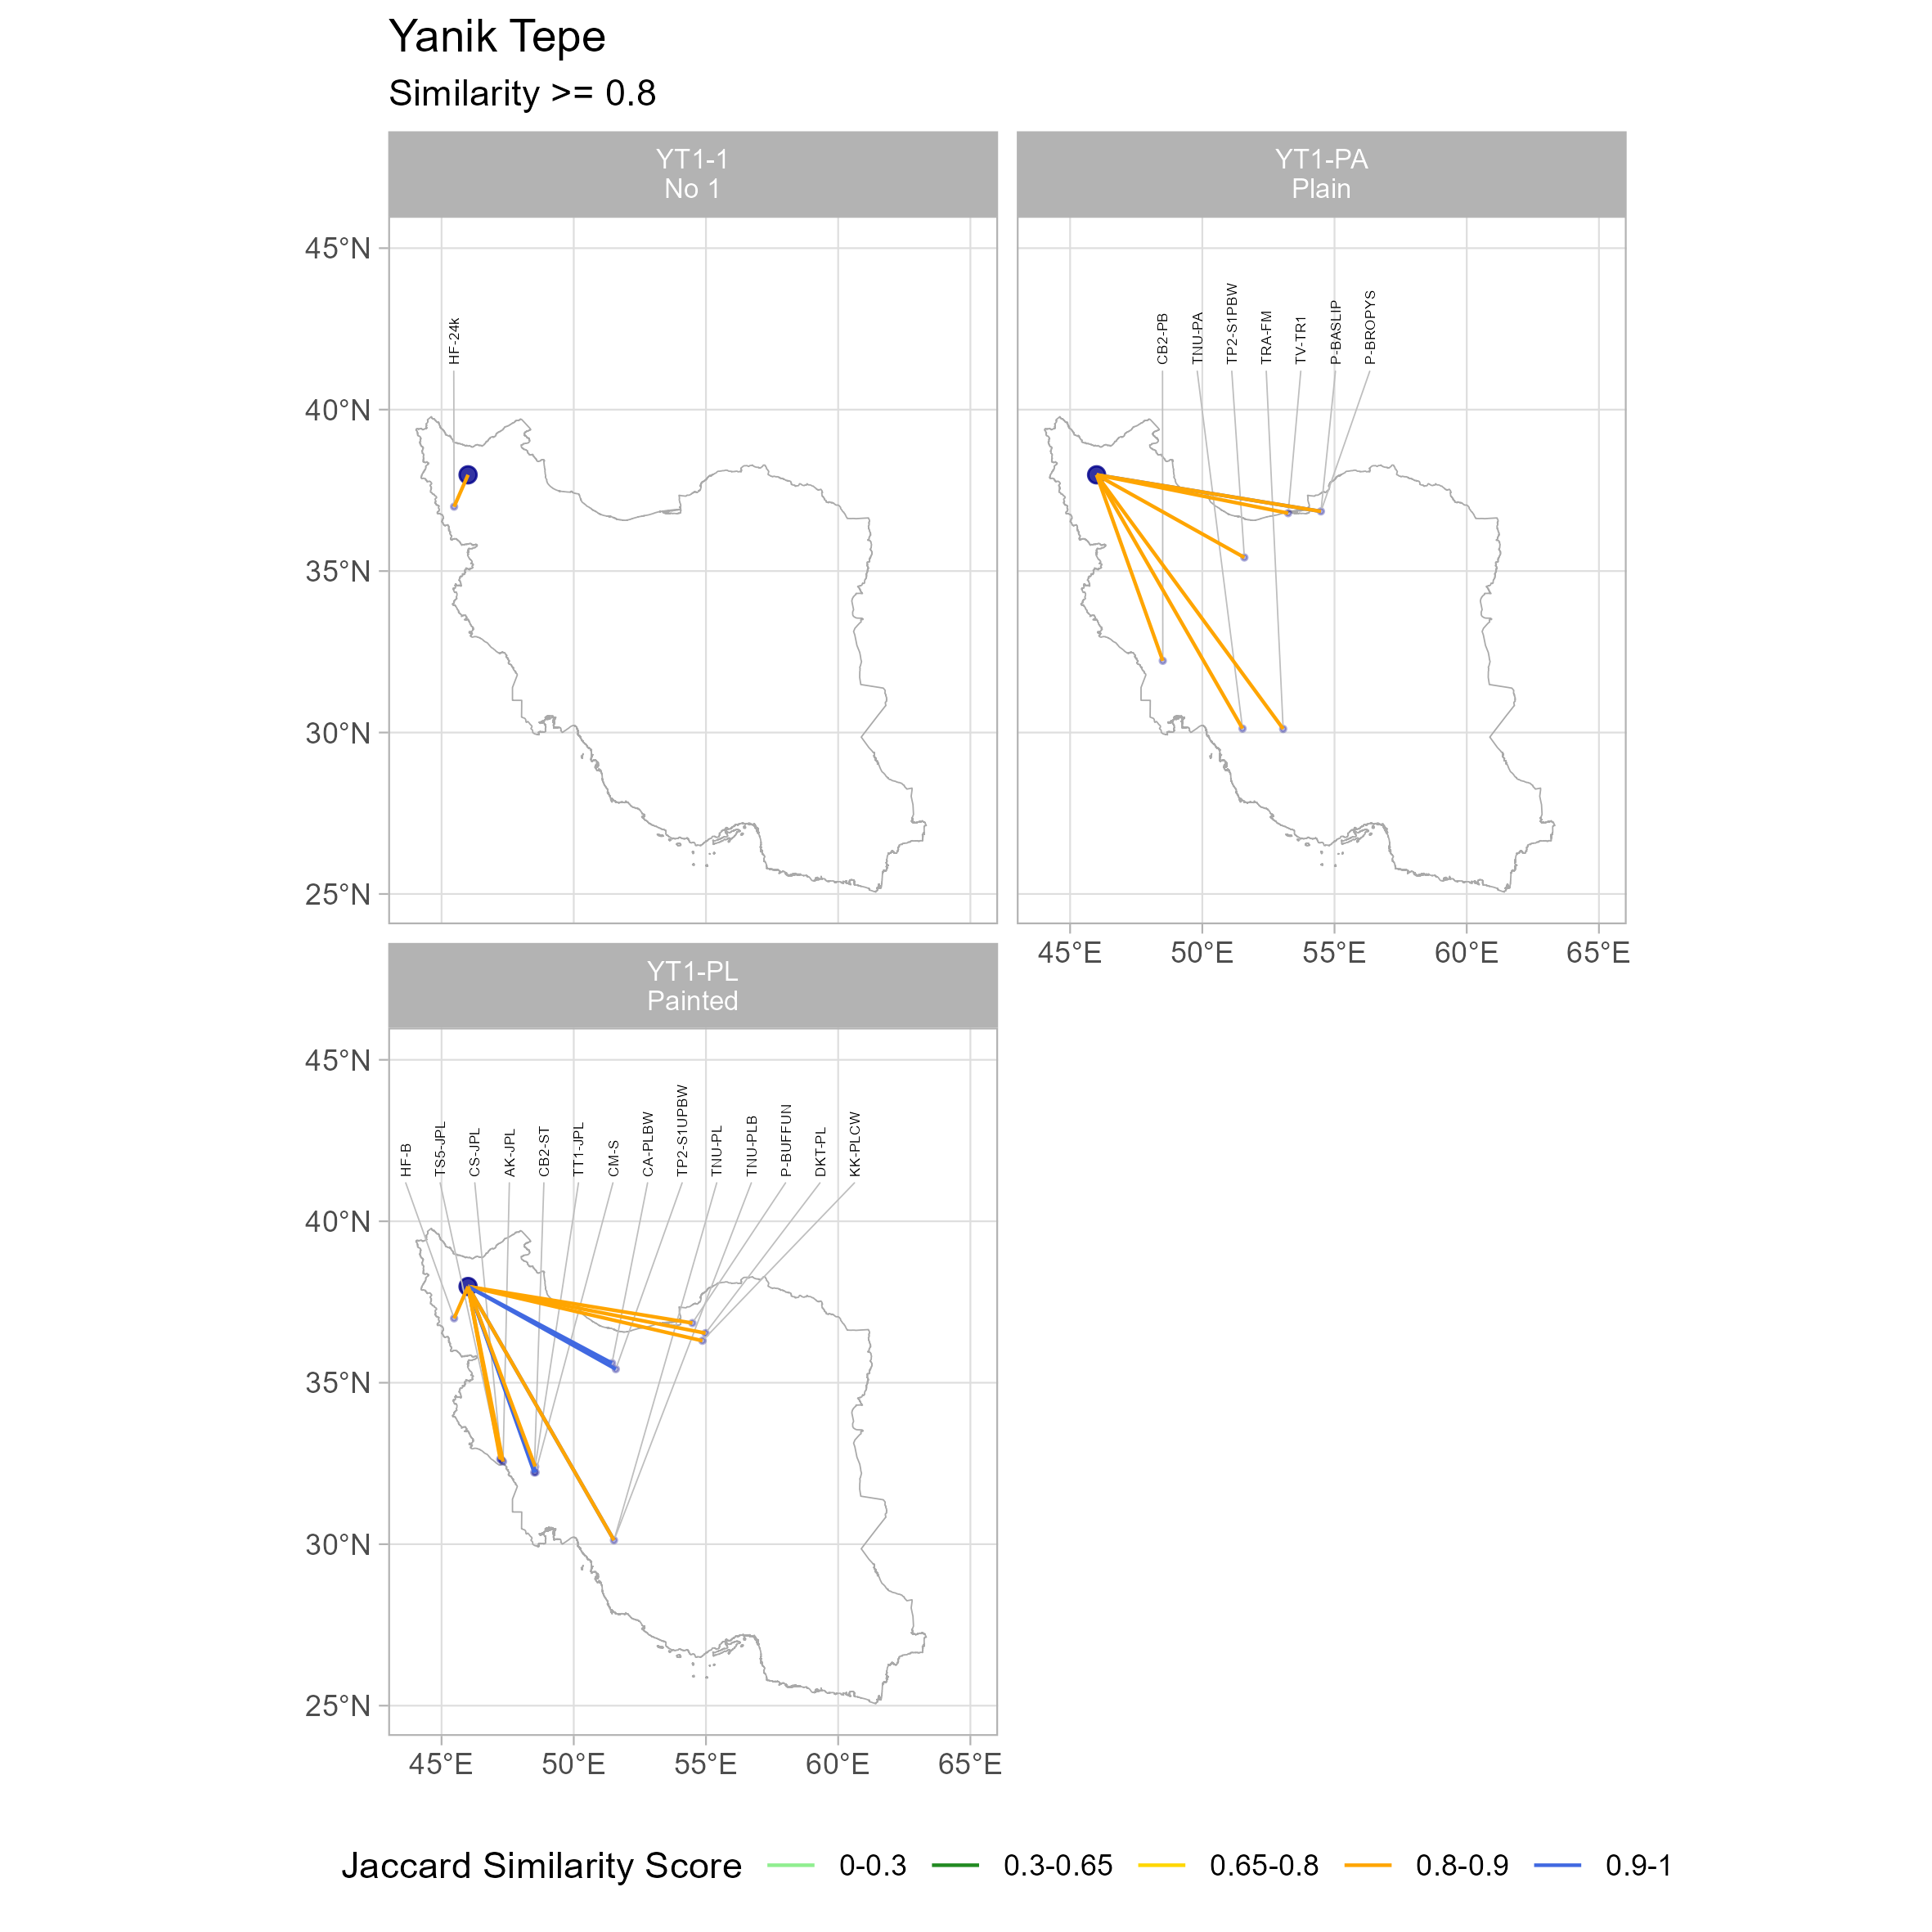 Yanik Tepe
Similarity >= 0.8
YT1-1
No 1
YT1-PA
Plain
45°N
40°N
35°N
30°N
25°N
HF-24k
CB2-PB
TNU-PA
TP2-S1PBW
TRA-FM
TV-TR1
P-BASLIP
P-BROPYS
45°E 50°E 55°E 60°E 65°E
YT1-PL
Painted
45°N
40°N
35°N
30°N
25°N
HF-B
TS5-JPL
CS-JPL
AK-JPL
CB2-ST
TT1-JPL
CM-S
CA-PLBW
TP2-S1UPBW
TNU-PL
TNU-PLB
P-BUFFUN
DKT-PL
KK-PLCW
45°E 50°E 55°E 60°E 65°E
Jaccard Similarity Score 0-0.3 0.3-0.65 0.65-0.8 0.8-0.9 0.9-1